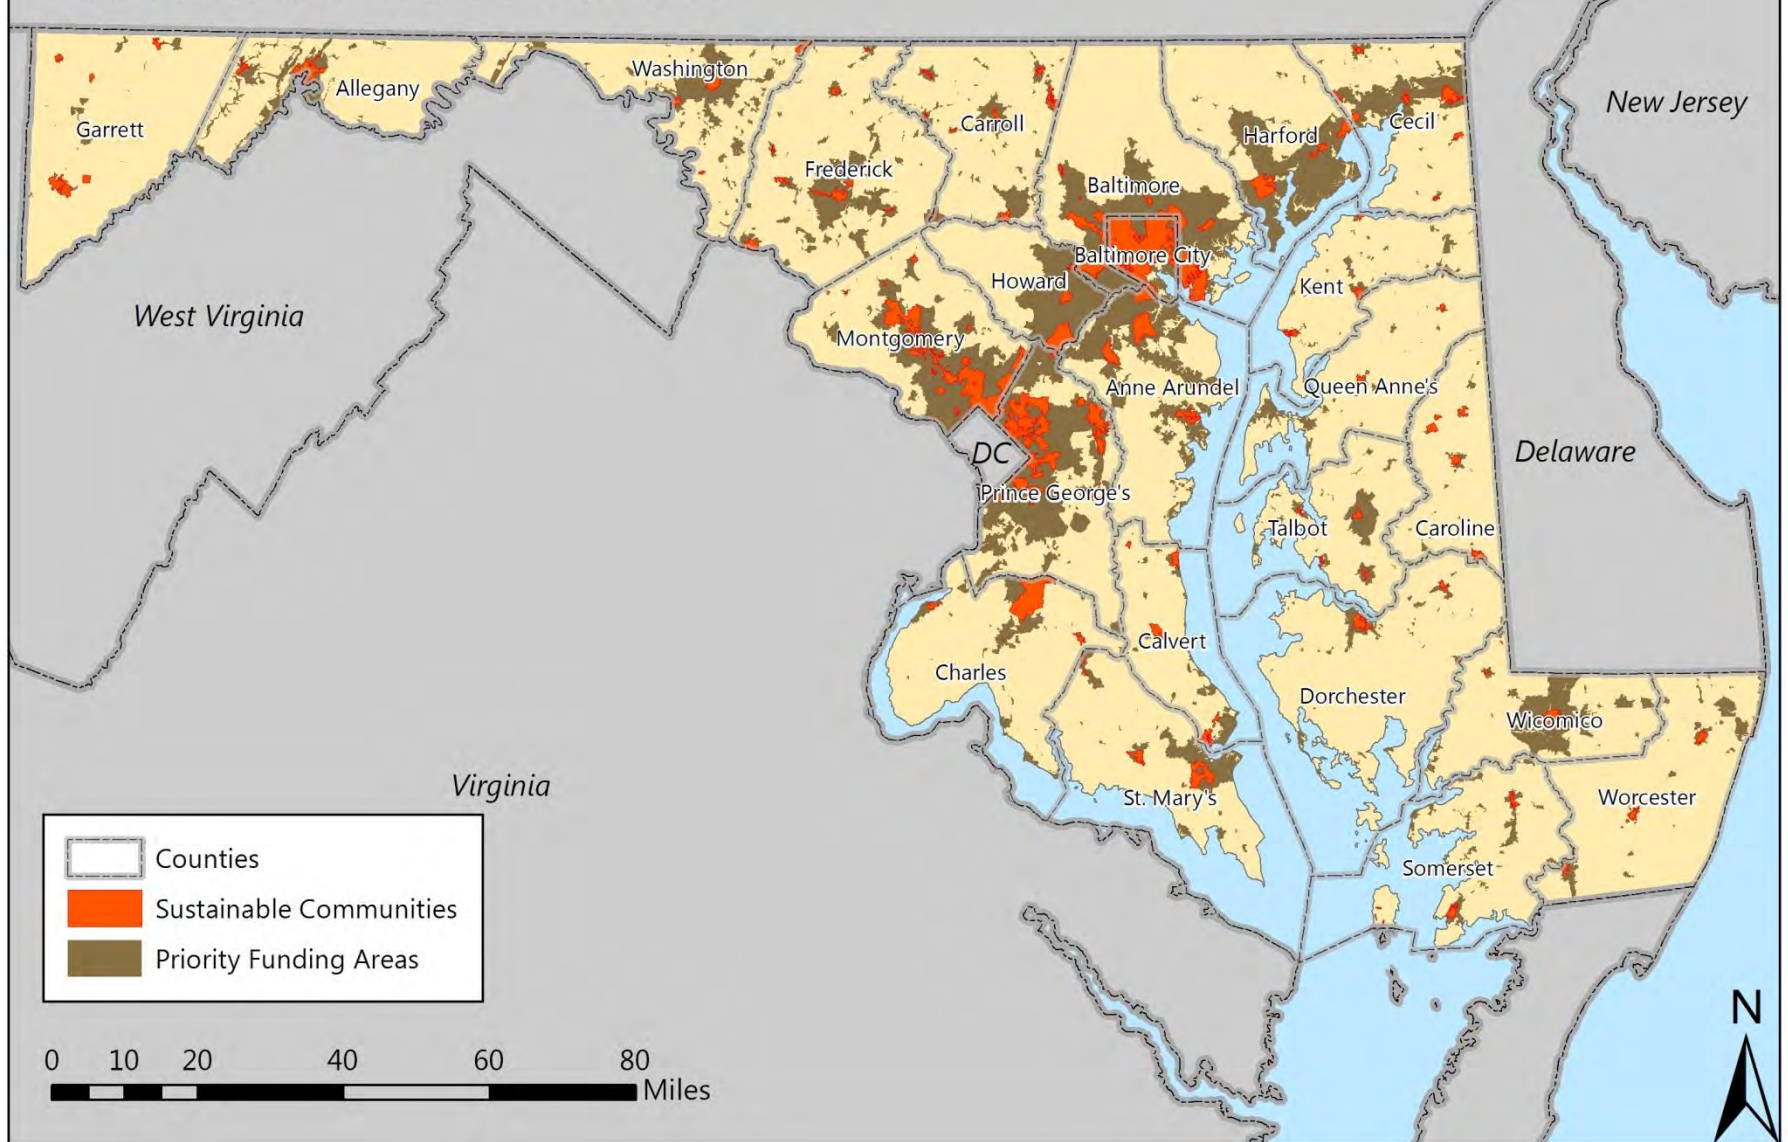 New Jersey
Washington
Allegany
Garrett
Carroll
Harford
Cecil
Frederick
Baltimore
Baltimore City
Howard
Kent
West Virginia
Montgomery
Anne Arundel
Queen Anne's
DC
Delaware
Prince George's
Talbot
Caroline
Calvert
Charles
Dorchester
Wicomico
Virginia
St. Mary's
Worcester
Somerset
Counties
Sustainable Communities
Priority Funding Areas
N
0 10 20 40 60 80
Miles